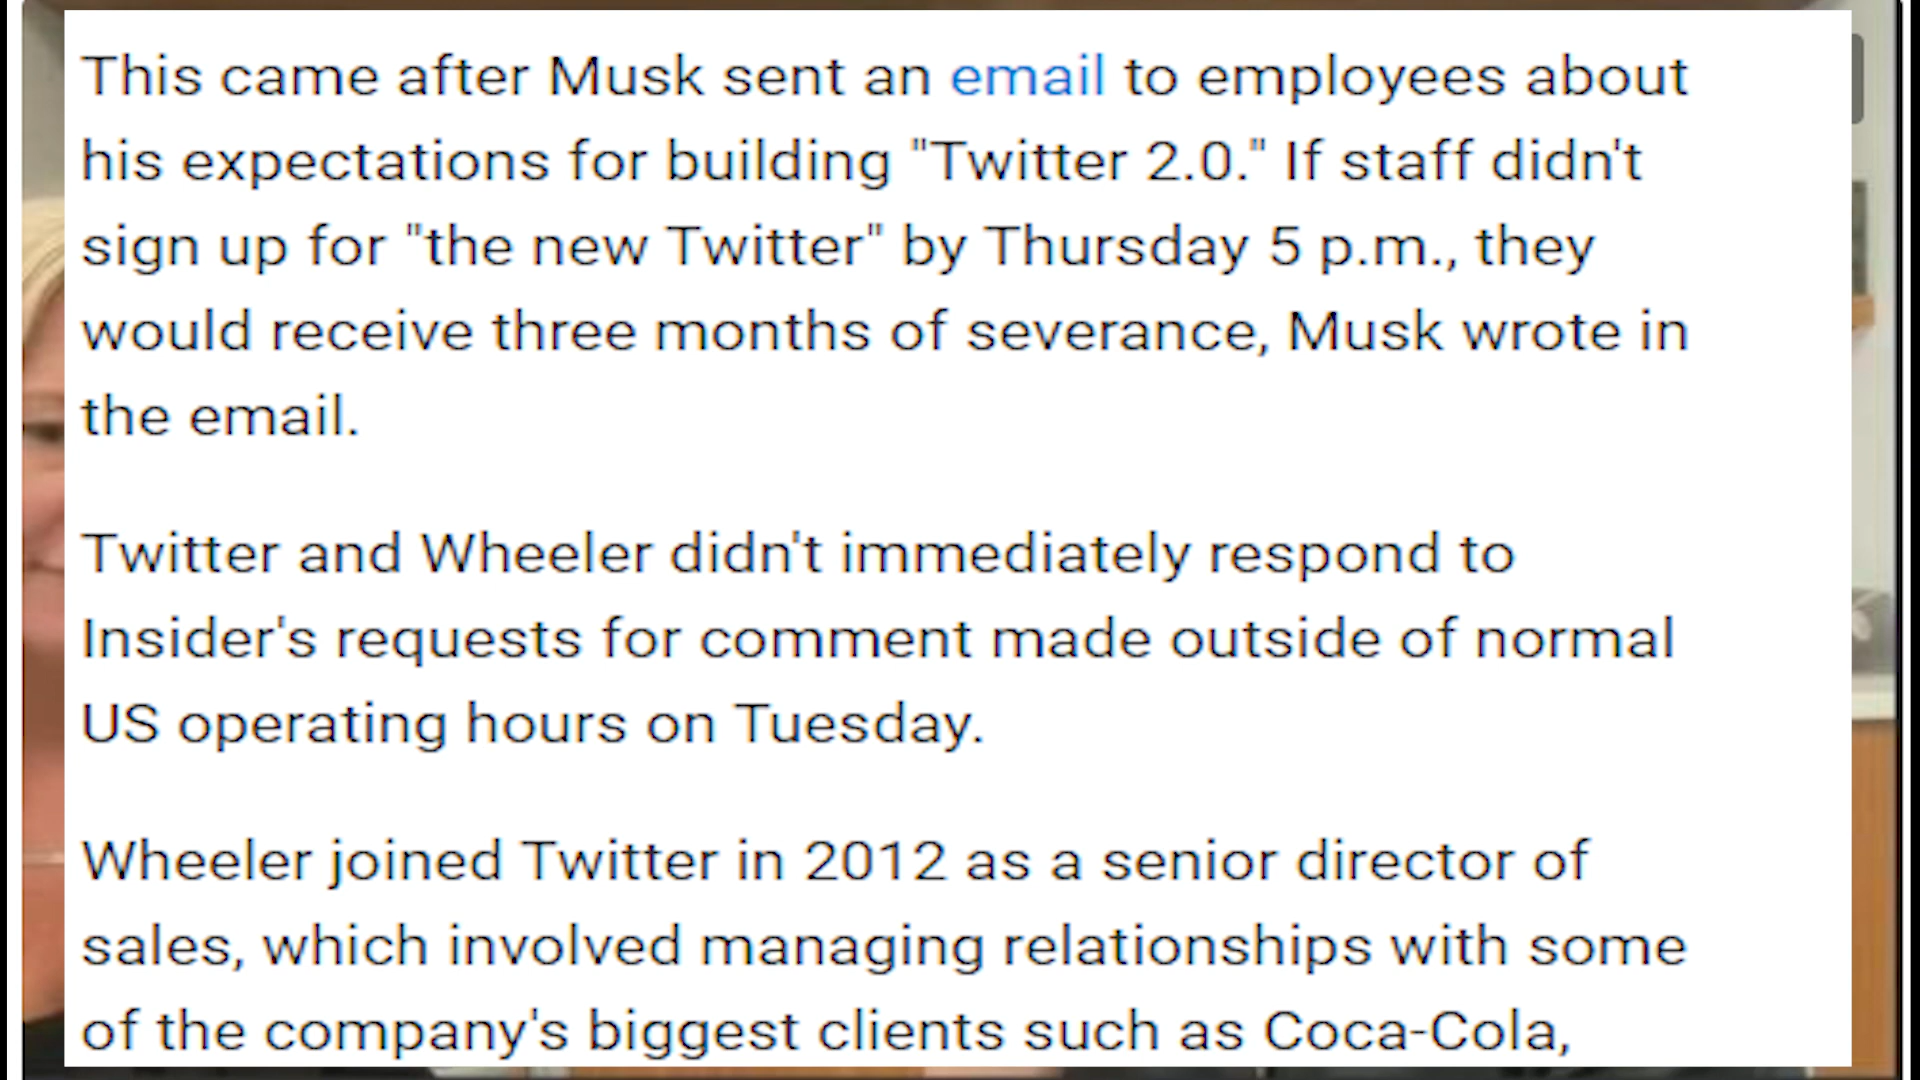 This came after Musk sent an email to employees about
his expectations for building "Twitter 2.0." If staff didn't
sign up for "the new Twitter" by Thursday 5 p.m., they
would receive three months of severance, Musk wrote in
the email.
Twitter and Wheeler didn't immediately respond to
Insider's requests for comment made outside of normal
US operating hours on Tuesday.
Wheeler joined Twitter in 2012 as a senior director of
sales, which involved managing relationships with some
of the company's biggest clients such as Coca-Cola,